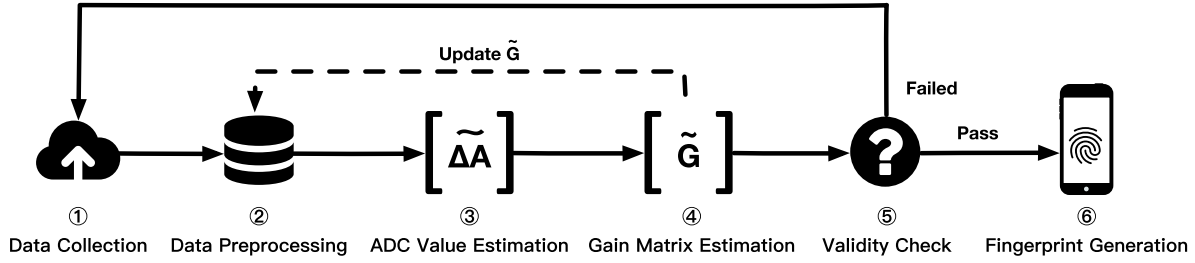 Update G̃
Failed
Pass
[ΔA͠]
[G̃]
?
① ② ③ ④ ⑤ ⑥
Data Collection Data Preprocessing ADC Value Estimation Gain Matrix Estimation Validity Check Fingerprint Generation